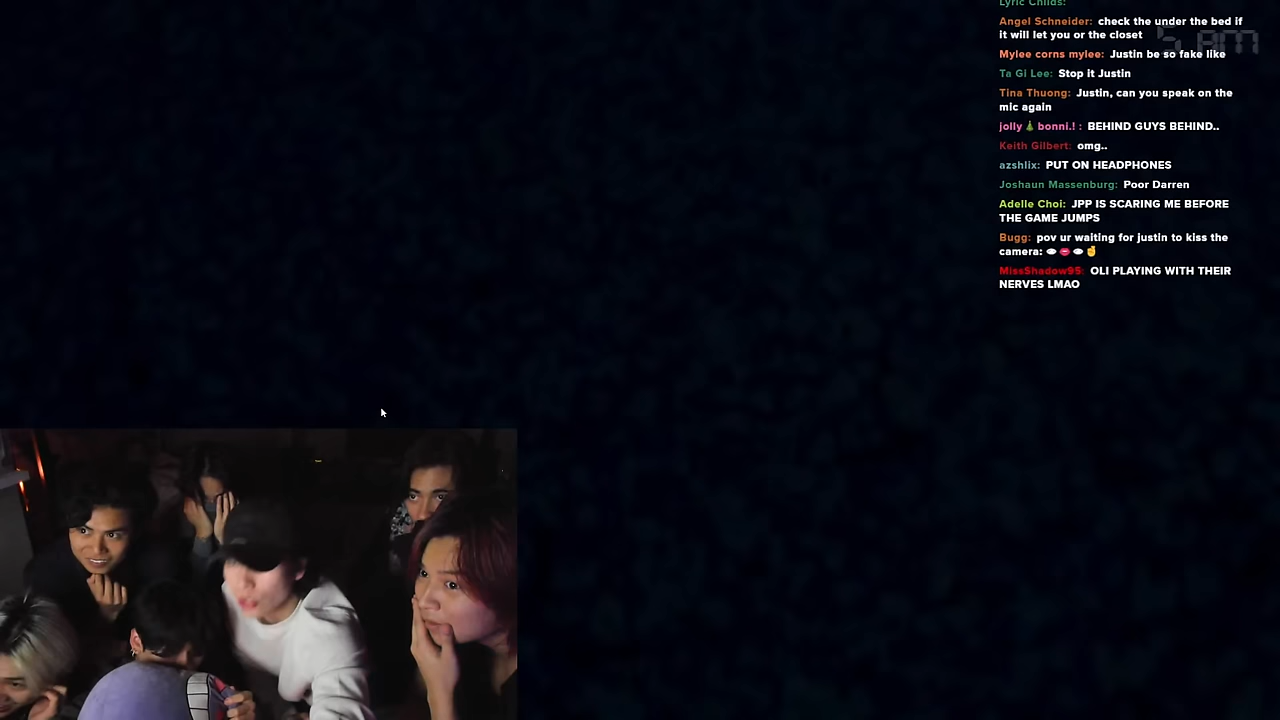 Lyric Childs:
Angel Schneider: check the under the bed if
it will let you or the closet
5 AM
Mylee corns mylee: Justin be so fake like
Ta Gi Lee: Stop it Justin
Tina Thuong: Justin, can you speak on the
mic again
jolly🎄bonni.! : BEHIND GUYS BEHIND..
Keith Gilbert: omg..
azshlix: PUT ON HEADPHONES
Joshaun Massenburg: Poor Darren
Adelle Choi: JPP IS SCARING ME BEFORE
THE GAME JUMPS
Bugg: pov ur waiting for justin to kiss the
camera: 👁️👄👁️🤞
MissShadow95: OLI PLAYING WITH THEIR
NERVES LMAO